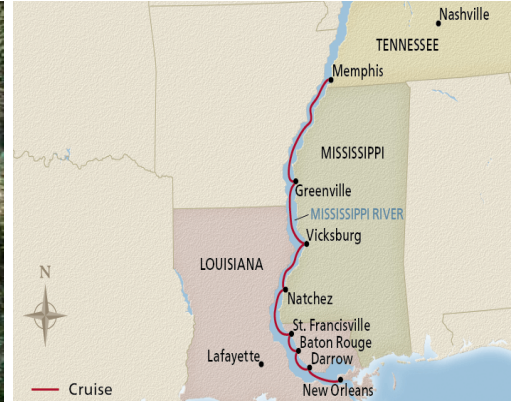 Nashville
TENNESSEE
Memphis
MISSISSIPPI
Greenville
MISSISSIPPI RIVER
Vicksburg
LOUISIANA
N
Natchez
St. Francisville
Baton Rouge
Lafayette
Darrow
New Orleans
Cruise